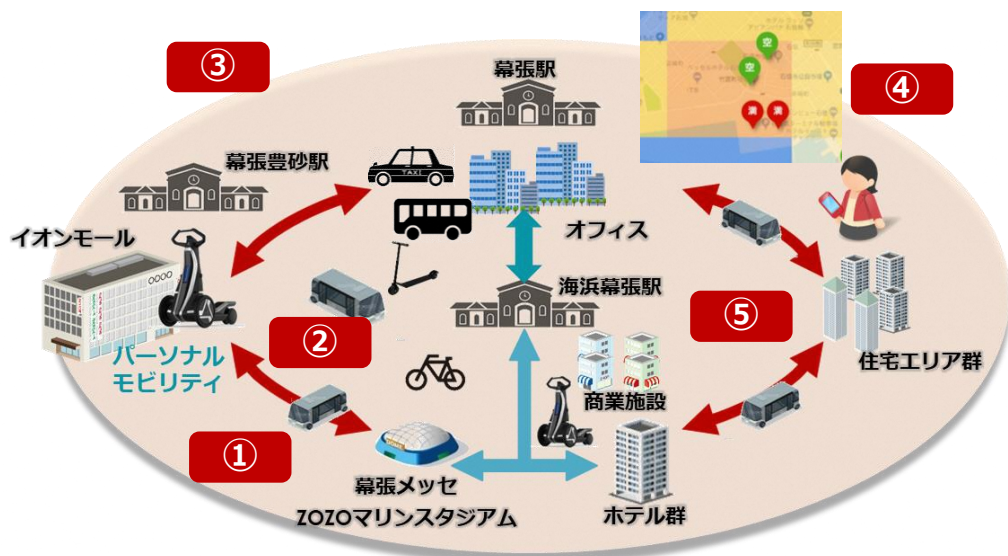 ③
幕張駅
空
空
満
満
④
幕張豊砂駅
TAXI
イオンモール
オフィス
海浜幕張駅
⑤
②
パーソナル
モビリティ
住宅エリア群
商業施設
①
幕張メッセ
ZOZOマリンスタジアム
ホテル群